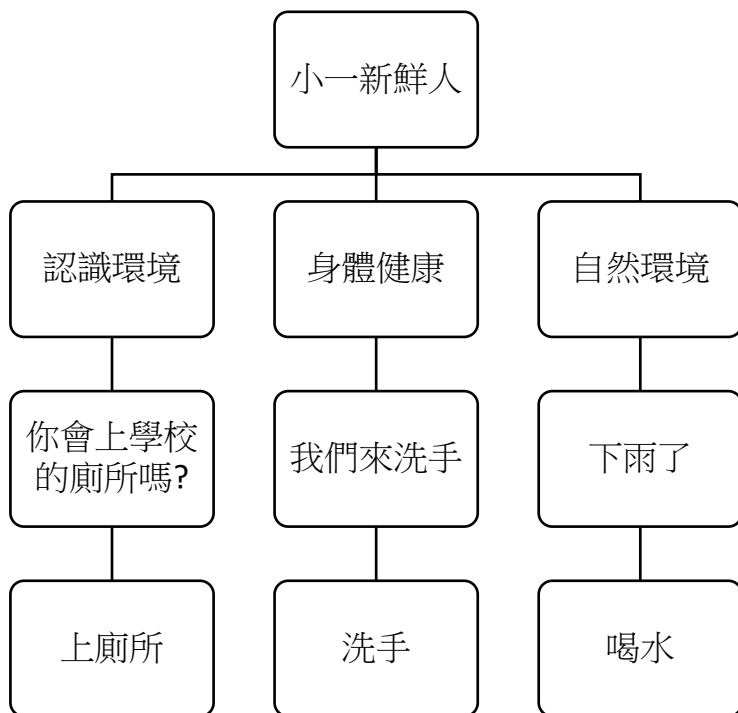 小一新鮮人
認識環境
身體健康
自然環境
你會上學校
的廁所嗎?
我們來洗手
下雨了
上廁所
洗手
喝水